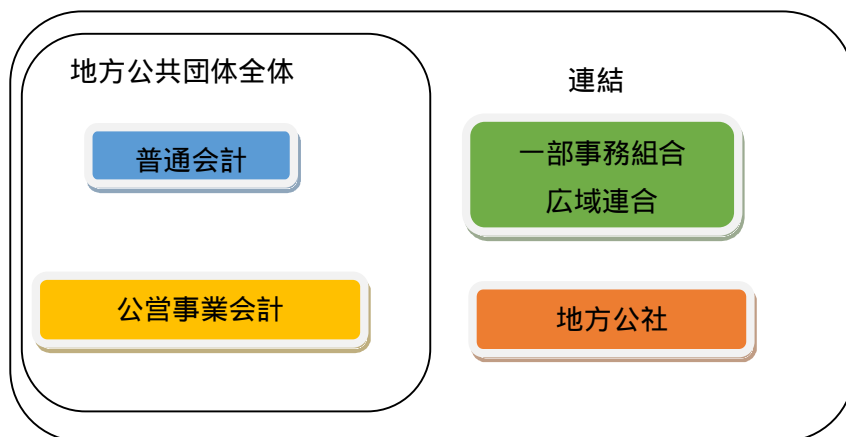 地方公共団体全体
普通会計
公営事業会計
連結
一部事務組合
広域連合
地方公社